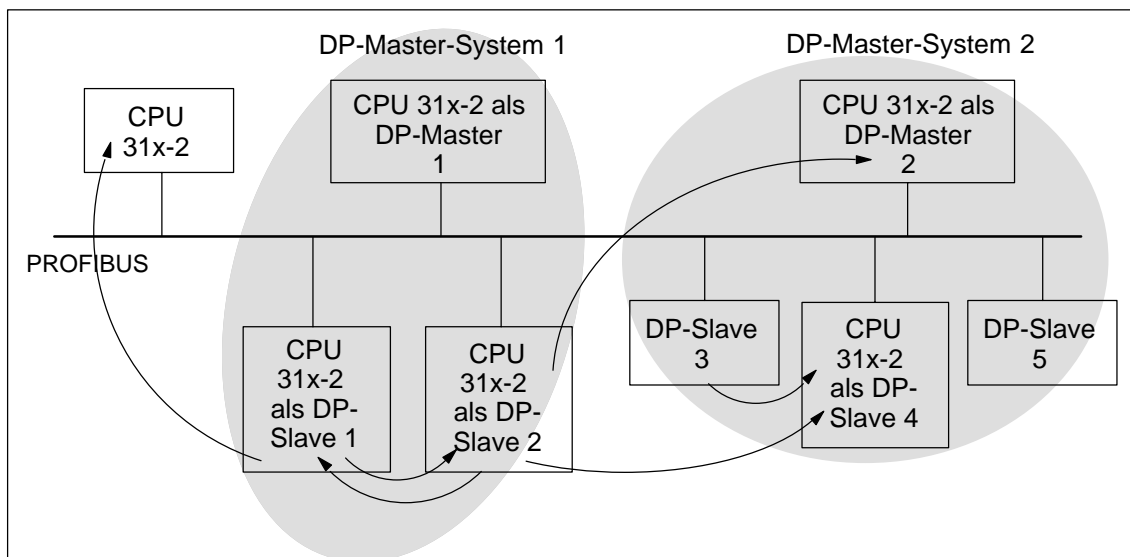 DP-Master-System 1
DP-Master-System 2
CPU
31x-2
CPU 31x-2 als
DP-Master
1
CPU 31x-2 als
DP-Master
2
PROFIBUS
CPU
31x-2
als DP-
Slave 1
CPU
31x-2
als DP-
Slave 2
DP-Slave
3
CPU
31x-2
als DP-
Slave 4
DP-Slave
5